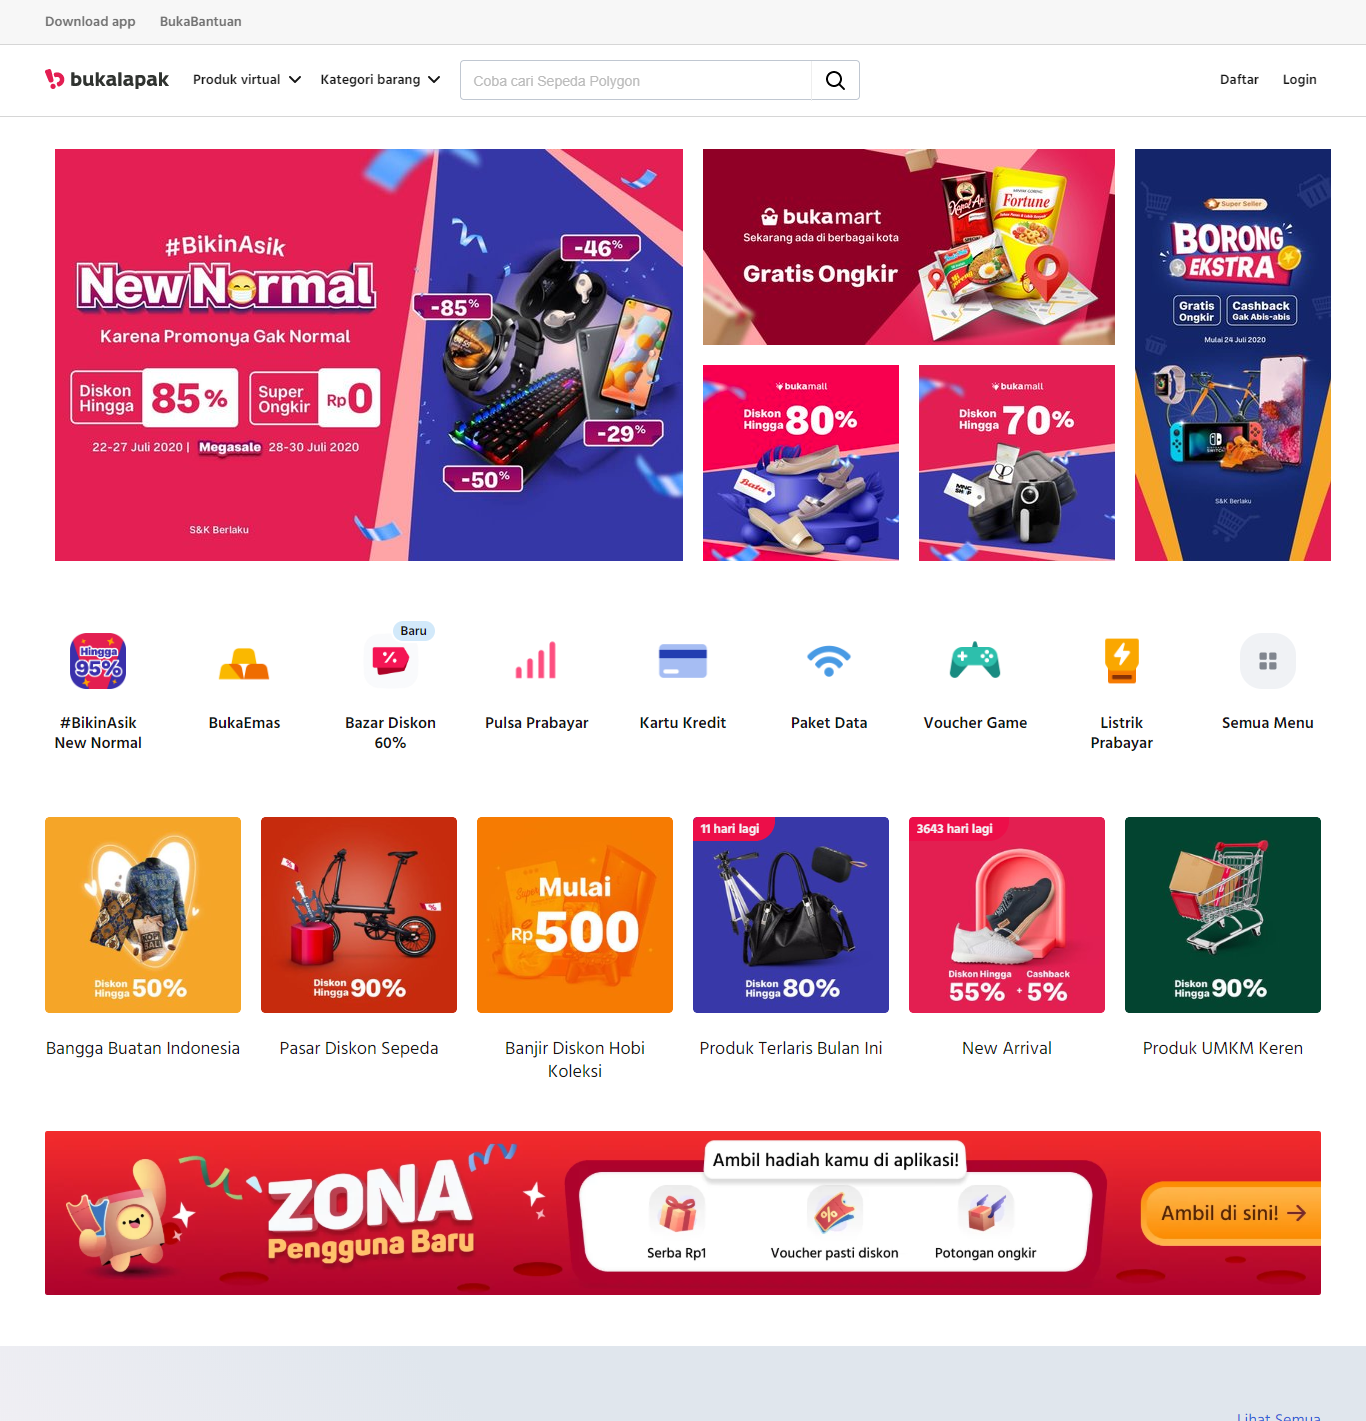 Download app
BukaBantuan
bukalapak
Produk virtual
Kategori barang
Coba cari Sepeda Polygon
Daftar
Login
#BikinAsik
New Normal
Karena Promonya Gak Normal
Diskon
Hingga
85%
Super
Ongkir
Rp0
22-27 Juli 2020 | Megasale 28-30 Juli 2020
S&K Berlaku
-46%
-85%
-29%
-50%
bukamart
Sekarang ada di berbagai kota
Gratis Ongkir
Kapal Api
Fortune
bukamall
Diskon
Hingga
80%
Bata
bukamall
Diskon
Hingga
70%
MNC
SHOP
Super Seller
BORONG
EKSTRA
Gratis
Ongkir
Cashback
Gak Abis-abis
Mulai 24 Juli 2020
S&K Berlaku
Hingga
95%
#BikinAsik
New Normal
BukaEmas
Baru
%
Bazar Diskon
60%
Pulsa Prabayar
Kartu Kredit
Paket Data
Voucher Game
Listrik
Prabayar
Semua Menu
KOPI
BALI
Diskon
Hingga
50%
Bangga Buatan Indonesia
Diskon
Hingga
90%
Pasar Diskon Sepeda
Mulai
Rp500
Banjir Diskon Hobi
Koleksi
11 hari lagi
Diskon
Hingga
80%
Produk Terlaris Bulan Ini
3643 hari lagi
Diskon Hingga
55%
+
Cashback
5%
New Arrival
Diskon
Hingga
90%
Produk UMKM Keren
ZONA
Pengguna Baru
Ambil hadiah kamu di aplikasi!
Serba Rp1
%
Voucher pasti diskon
Potongan ongkir
Ambil di sini!
Lihat Semua